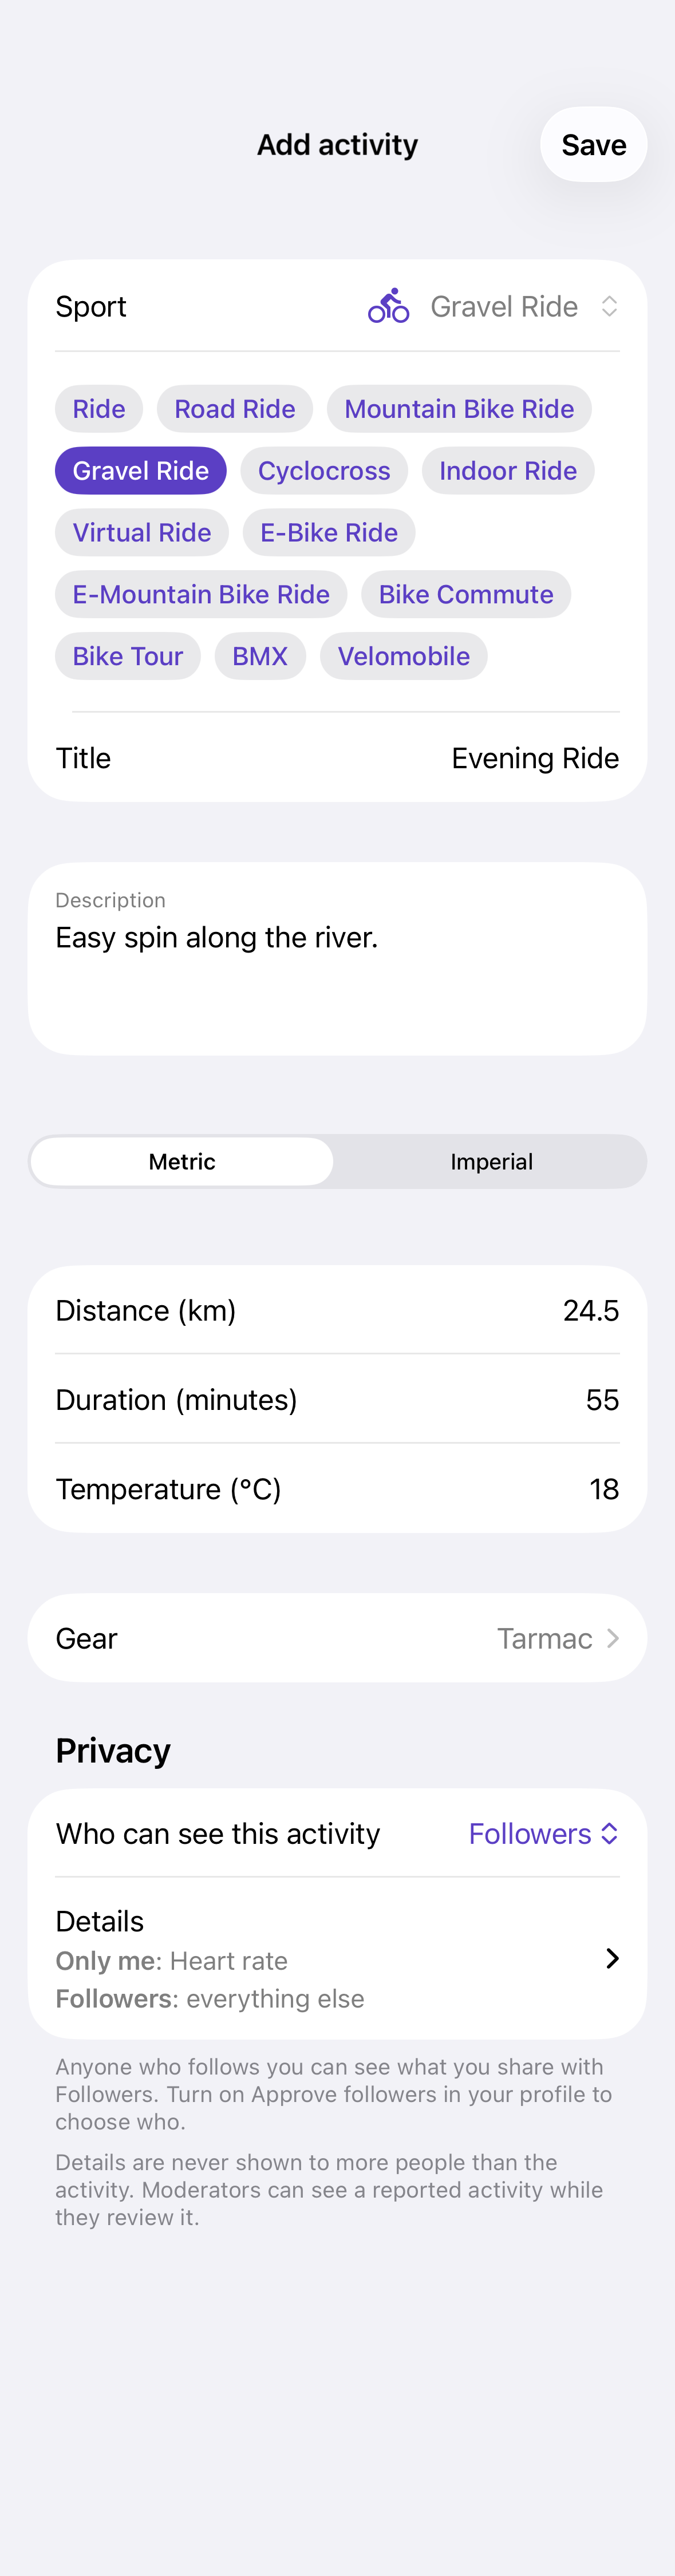 Add activity
Save
Sport
Gravel Ride
Ride
Road Ride
Mountain Bike Ride
Gravel Ride
Cyclocross
Indoor Ride
Virtual Ride
E-Bike Ride
E-Mountain Bike Ride
Bike Commute
Bike Tour
BMX
Velomobile
Title
Evening Ride
Description
Easy spin along the river.
Metric
Imperial
Distance (km)
24.5
Duration (minutes)
55
Temperature (°C)
18
Gear
Tarmac
Privacy
Who can see this activity
Followers
Details
Only me: Heart rate
Followers: everything else
Anyone who follows you can see what you share with
Followers. Turn on Approve followers in your profile to
choose who.
Details are never shown to more people than the
activity. Moderators can see a reported activity while
they review it.